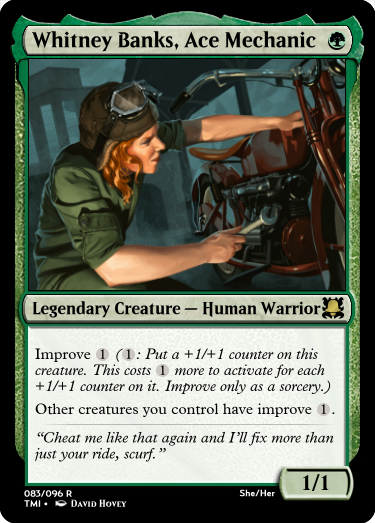 Whitney Banks, Ace Mechanic
Legendary Creature — Human Warrior
Improve 1 (1: Put a +1/+1 counter on this
creature. This costs 1 more to activate for each
+1/+1 counter on it. Improve only as a sorcery.)
Other creatures you control have improve 1.
“Cheat me like that again and I’ll fix more than
just your ride, scurf.”
1/1
083/096 R
She/Her
TMI • David Hovey